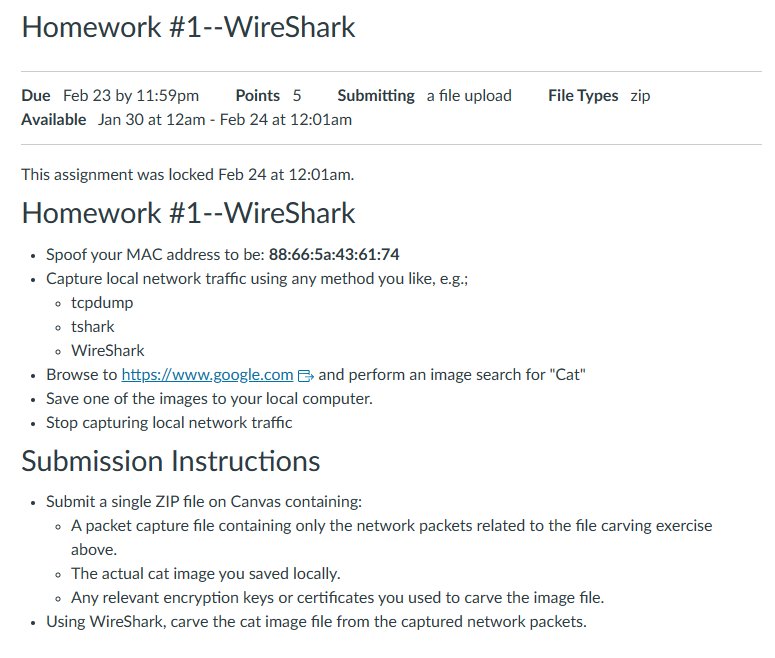 Homework #1--WireShark
Due Feb 23 by 11:59pm Points 5 Submitting a file upload File Types zip
Available Jan 30 at 12am - Feb 24 at 12:01am
This assignment was locked Feb 24 at 12:01am.
Homework #1--WireShark
Spoof your MAC address to be: 88:66:5a:43:61:74
Capture local network traffic using any method you like, e.g.;
tcpdump
tshark
WireShark
Browse to https://www.google.com and perform an image search for "Cat"
Save one of the images to your local computer.
Stop capturing local network traffic
Submission Instructions
Submit a single ZIP file on Canvas containing:
A packet capture file containing only the network packets related to the file carving exercise
above.
The actual cat image you saved locally.
Any relevant encryption keys or certificates you used to carve the image file.
Using WireShark, carve the cat image file from the captured network packets.